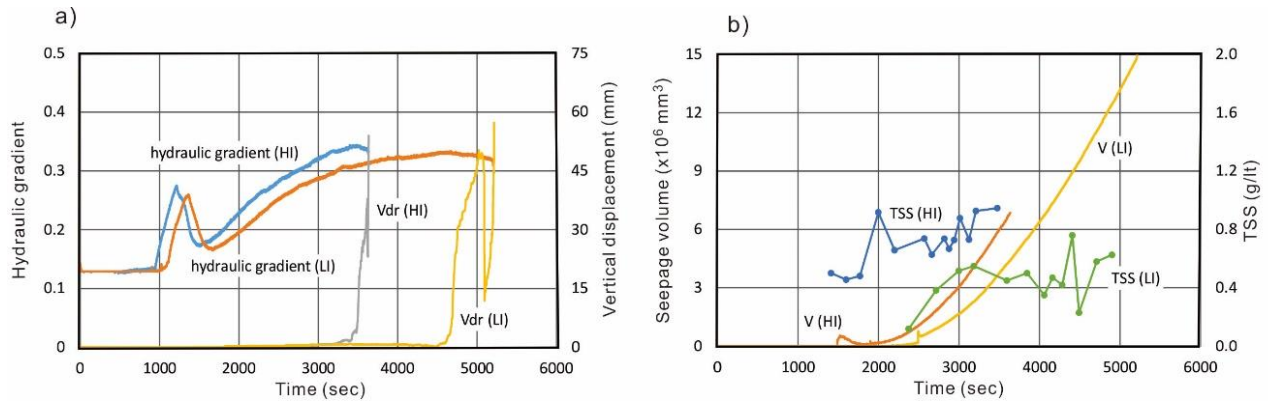 a)
0.5
0.4
0.3
0.2
0.1
0
Hydraulic gradient
hydraulic gradient (HI)
hydraulic gradient (LI)
Vdr (HI)
Vdr (LI)
75
60
45
30
15
0
Vertical displacement (mm)
0 1000 2000 3000 4000 5000 6000
Time (sec)
b)
15
12
9
6
3
0
Seepage volume (x10⁶ mm³)
V (LI)
TSS (HI)
TSS (LI)
V (HI)
2.0
1.6
1.2
0.8
0.4
0.0
TSS (g/lt)
0 1000 2000 3000 4000 5000 6000
Time (sec)